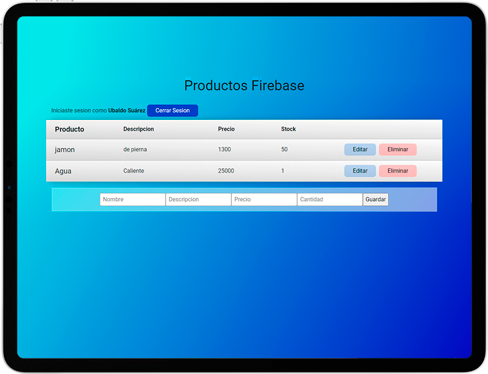 Productos Firebase
Iniciaste sesion como Ubaldo Suárez Cerrar Sesion
Producto Descripcion Precio Stock
jamon de pierna 1300 50 Editar Eliminar
Agua Caliente 25000 1 Editar Eliminar
Nombre Descripcion Precio Cantidad Guardar